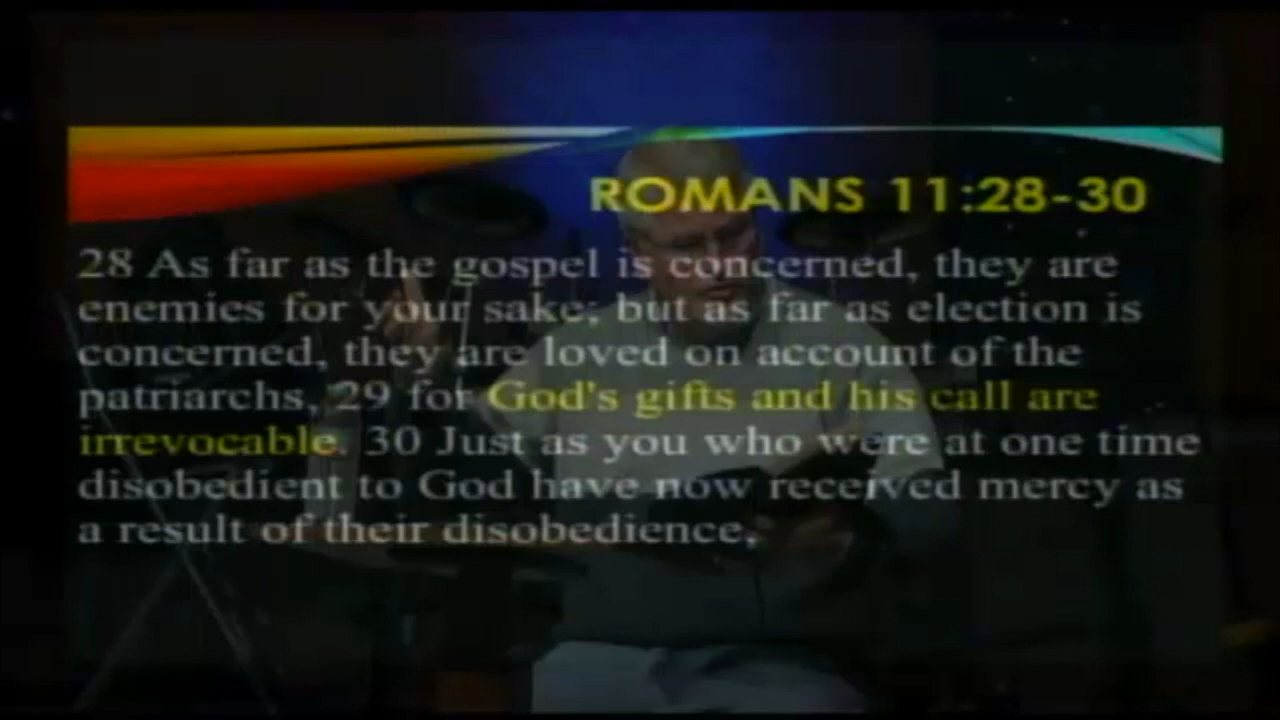 ROMANS 11:28-30
28 As far as the gospel is concerned, they are
enemies for your sake; but as far as election is
concerned, they are loved on account of the
patriarchs, 29 for God's gifts and his call are
irrevocable. 30 Just as you who were at one time
disobedient to God have now received mercy as
a result of their disobedience,